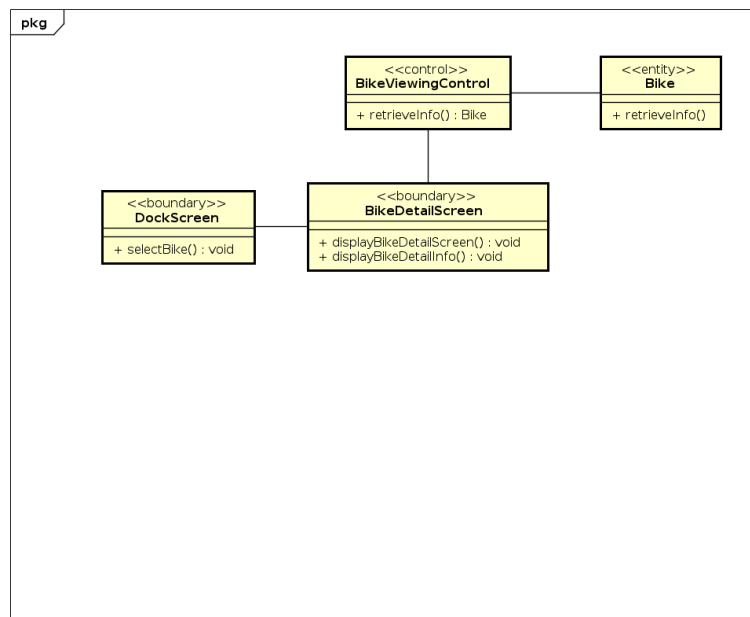 pkg
<<control>>
BikeViewingControl
+ retrieveInfo() : Bike
<<entity>>
Bike
+ retrieveInfo()
<<boundary>>
DockScreen
+ selectBike() : void
<<boundary>>
BikeDetailScreen
+ displayBikeDetailScreen() : void
+ displayBikeDetailInfo() : void